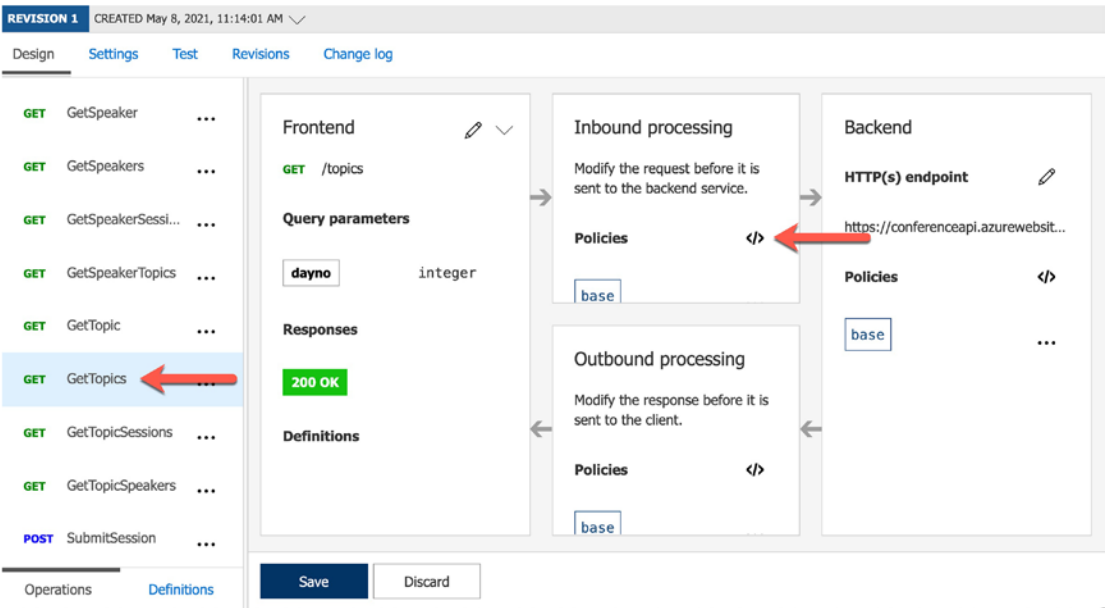 REVISION 1 CREATED May 8, 2021, 11:14:01 AM
Design Settings Test Revisions Change log
GET GetSpeaker ...
GET GetSpeakers ...
GET GetSpeakerSessi... ...
GET GetSpeakerTopics ...
GET GetTopic ...
GET GetTopics ...
GET GetTopicSessions ...
GET GetTopicSpeakers ...
POST SubmitSession ...
Operations Definitions
Frontend
GET /topics
Query parameters
dayno integer
Responses
200 OK
Definitions
Inbound processing
Modify the request before it is
sent to the backend service.
Policies </>
base
Outbound processing
Modify the response before it is
sent to the client.
Policies </>
base
Backend
HTTP(s) endpoint
https://conferenceapi.azurewebsit...
Policies </>
base ...
Save Discard